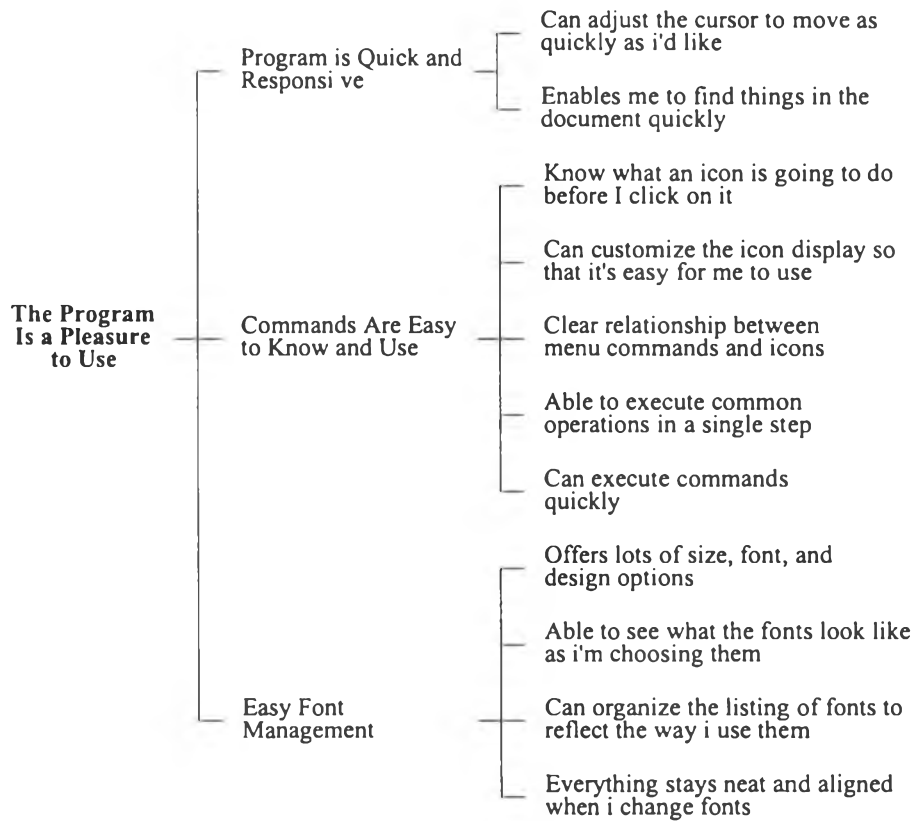 Can adjust the cursor to move as
quickly as i'd like
Program is Quick and
Responsi ve
Enables me to find things in the
document quickly
Know what an icon is going to do
before I click on it
Can customize the icon display so
that it's easy for me to use
The Program
Is a Pleasure
to Use
Commands Are Easy
to Know and Use
Clear relationship between
menu commands and icons
Able to execute common
operations in a single step
Can execute commands
quickly
Offers lots of size, font, and
design options
Able to see what the fonts look like
as i'm choosing them
Easy Font
Management
Can organize the listing of fonts to
reflect the way i use them
Everything stays neat and aligned
when i change fonts